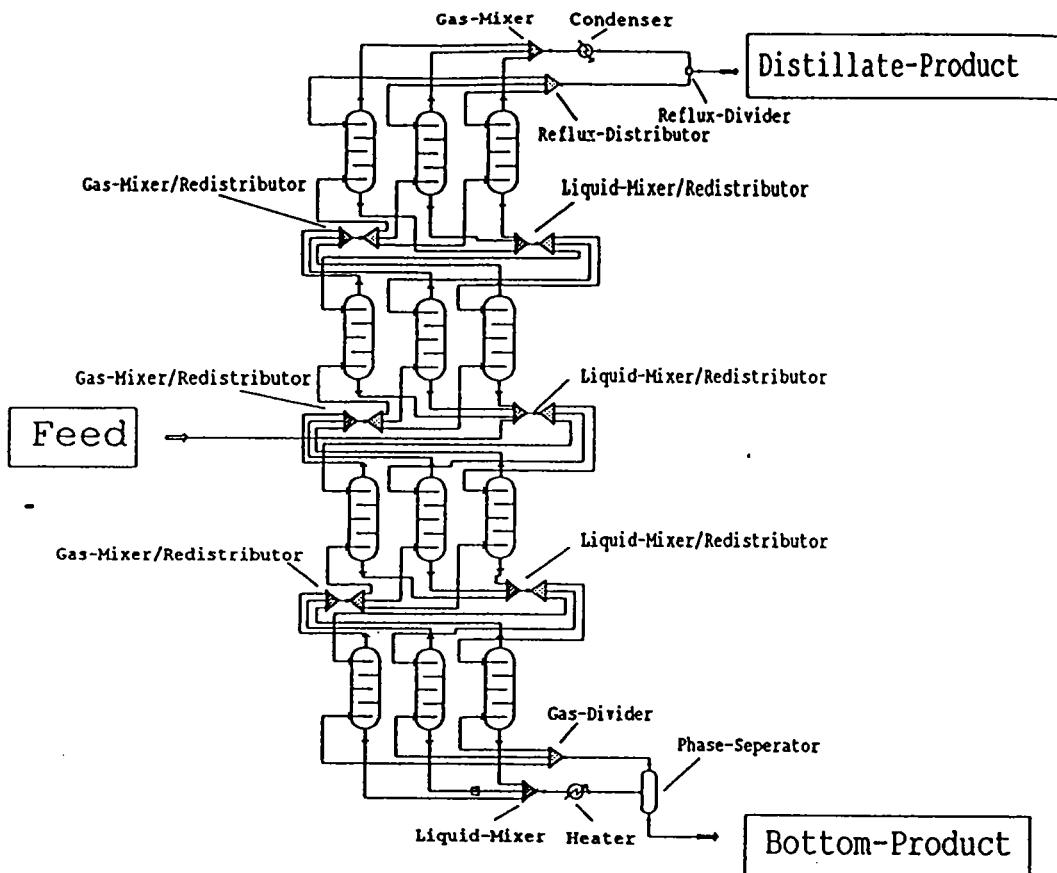 Gas-Mixer
Condenser
Distillate-Product
Reflux-Divider
Reflux-Distributor
Gas-Mixer/Redistributor
Liquid-Mixer/Redistributor
Gas-Mixer/Redistributor
Liquid-Mixer/Redistributor
Feed
Gas-Mixer/Redistributor
Liquid-Mixer/Redistributor
Gas-Divider
Phase-Seperator
Liquid-Mixer
Heater
Bottom-Product